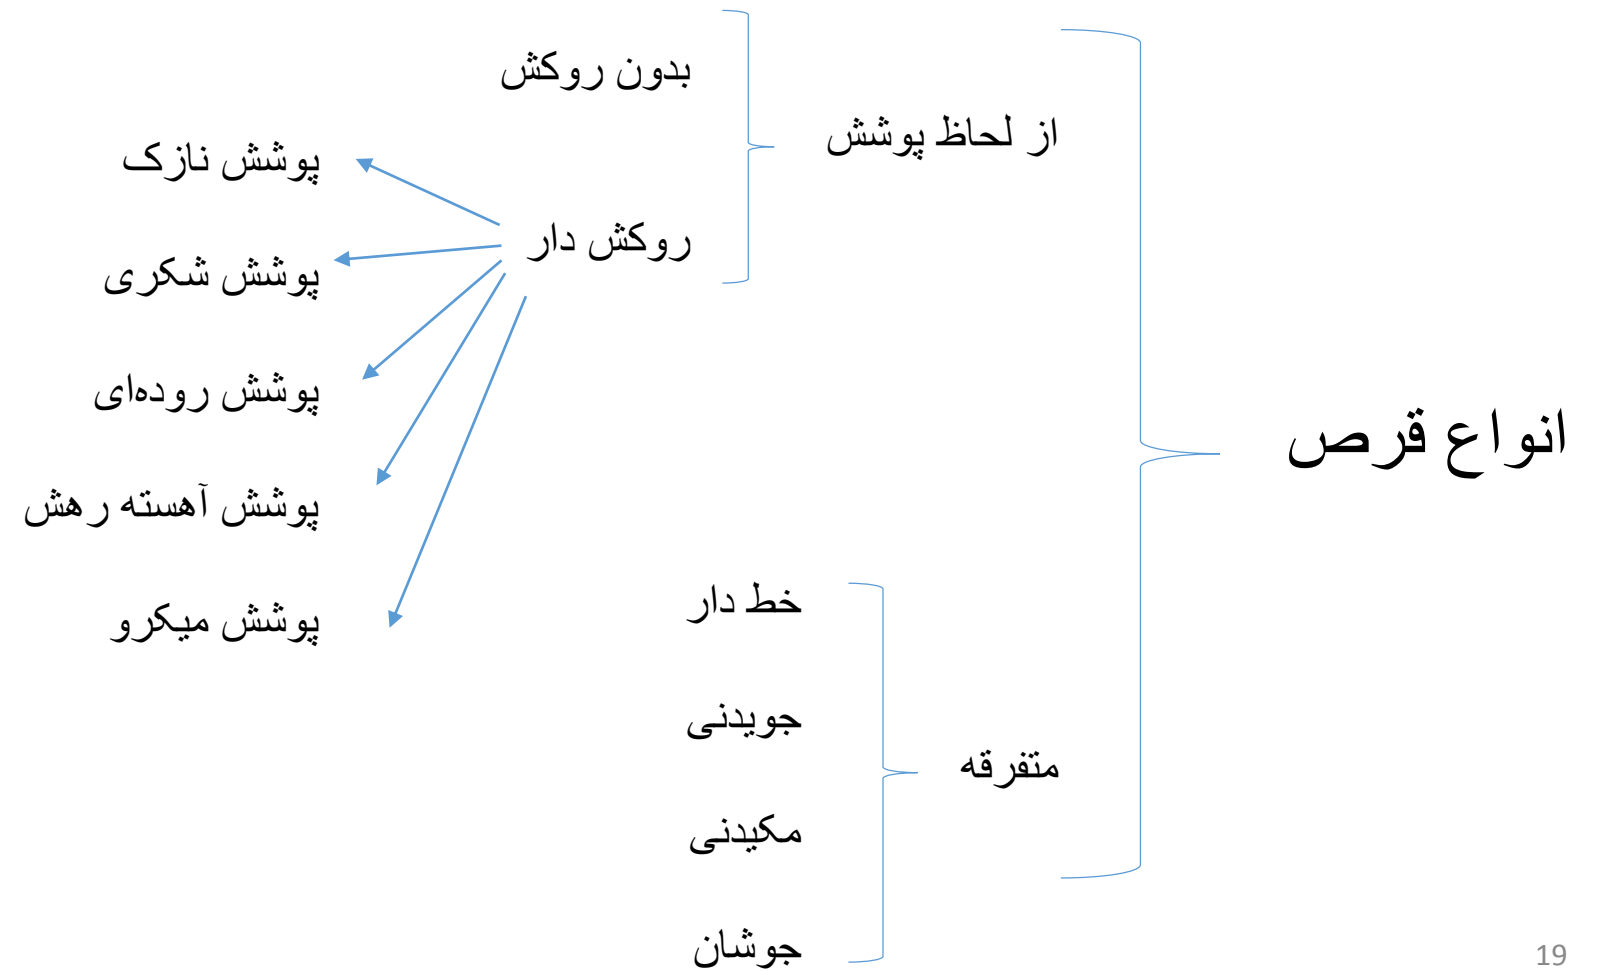 انواع قرص
از لحاظ پوشش
بدون روکش
روکش دار
پوشش نازک
پوشش شکری
پوشش روده‌ای
پوشش آهسته رهش
پوشش میکرو
متفرقه
خط دار
جویدنی
مکیدنی
جوشان
19